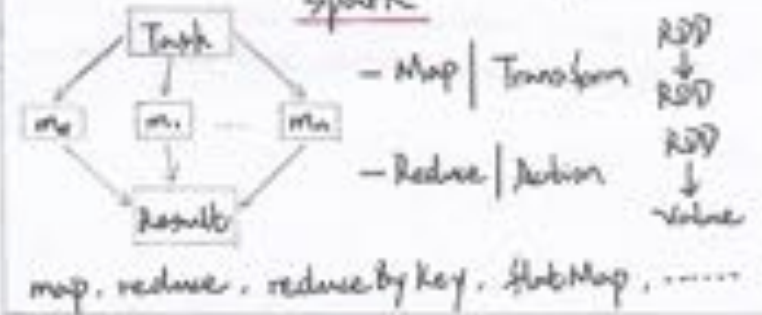 Spark
Task
m₀ m₁ ...... mₙ
Result
- Map | Transform RDD ↓ RDD
- Reduce | Action RDD ↓ Value
map, reduce, reduceByKey, flatMap, ......